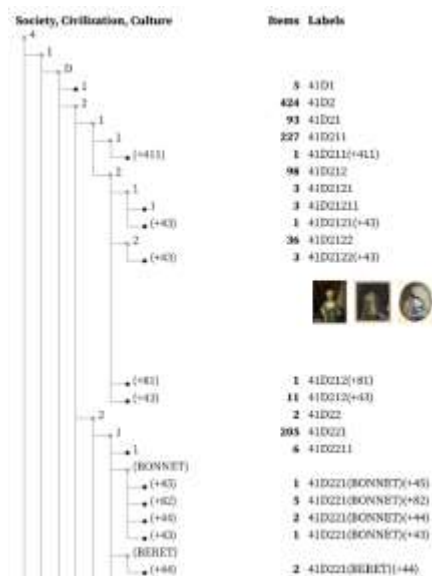 Society, Civilization, Culture Items Labels
4
1
D
1 5 41D1
2 424 41D2
1 93 41D21
1 227 41D211
(+411) 1 41D211(+411)
2 98 41D212
1 3 41D2121
1 3 41D21211
(+43) 1 41D2121(+43)
2 36 41D2122
(+43) 3 41D2122(+43)
(+81) 1 41D212(+81)
(+43) 11 41D212(+43)
2 2 41D22
1 205 41D221
1 6 41D2211
(BONNET)
(+45) 1 41D221(BONNET)(+45)
(+82) 5 41D221(BONNET)(+82)
(+44) 2 41D221(BONNET)(+44)
(+43) 1 41D221(BONNET)(+43)
(BERET)
(+44) 2 41D221(BERET)(+44)